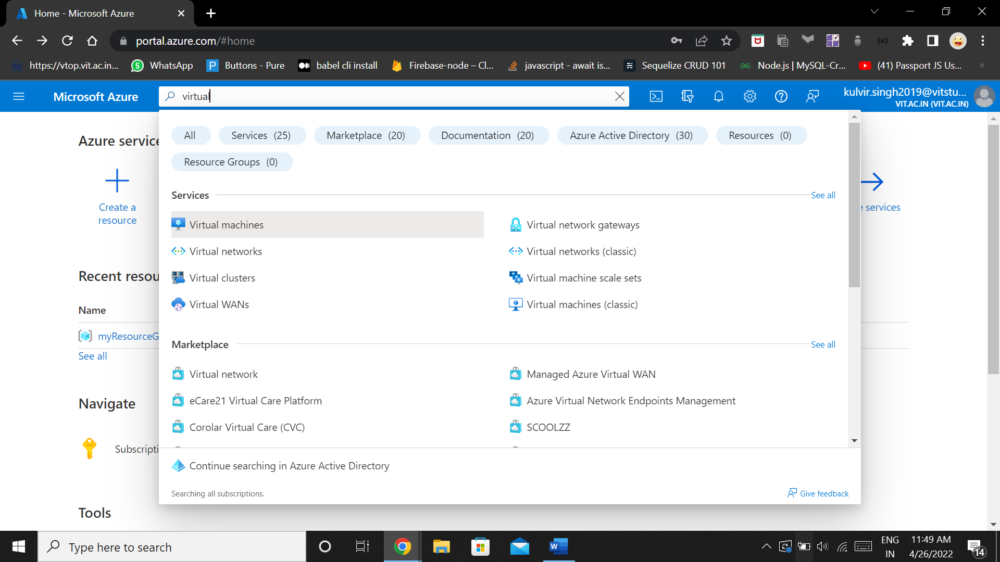 Home - Microsoft Azure
portal.azure.com/#home
https://vtop.vit.ac.in... WhatsApp Buttons - Pure babel cli install Firebase-node – Cl... javascript - await is... Sequelize CRUD 101 Node.js | MySQL-Cr... (41) Passport JS Us... »
Microsoft Azure
virtual
kulvir.singh2019@vitstu...
VIT.AC.IN (VIT.AC.IN)
Azure service
Create a
resource
e services
All Services (25) Marketplace (20) Documentation (20) Azure Active Directory (30) Resources (0)
Resource Groups (0)
Services See all
Virtual machines Virtual network gateways
Virtual networks Virtual networks (classic)
Virtual clusters Virtual machine scale sets
Virtual WANs Virtual machines (classic)
Marketplace See all
Virtual network Managed Azure Virtual WAN
eCare21 Virtual Care Platform Azure Virtual Network Endpoints Management
Corolar Virtual Care (CVC) SCOOLZZ
Continue searching in Azure Active Directory
Searching all subscriptions. Give feedback
Recent resou
Name
myResourceG
See all
Navigate
Subscripti
Tools
Type here to search
ENG
IN
11:49 AM
4/26/2022
14